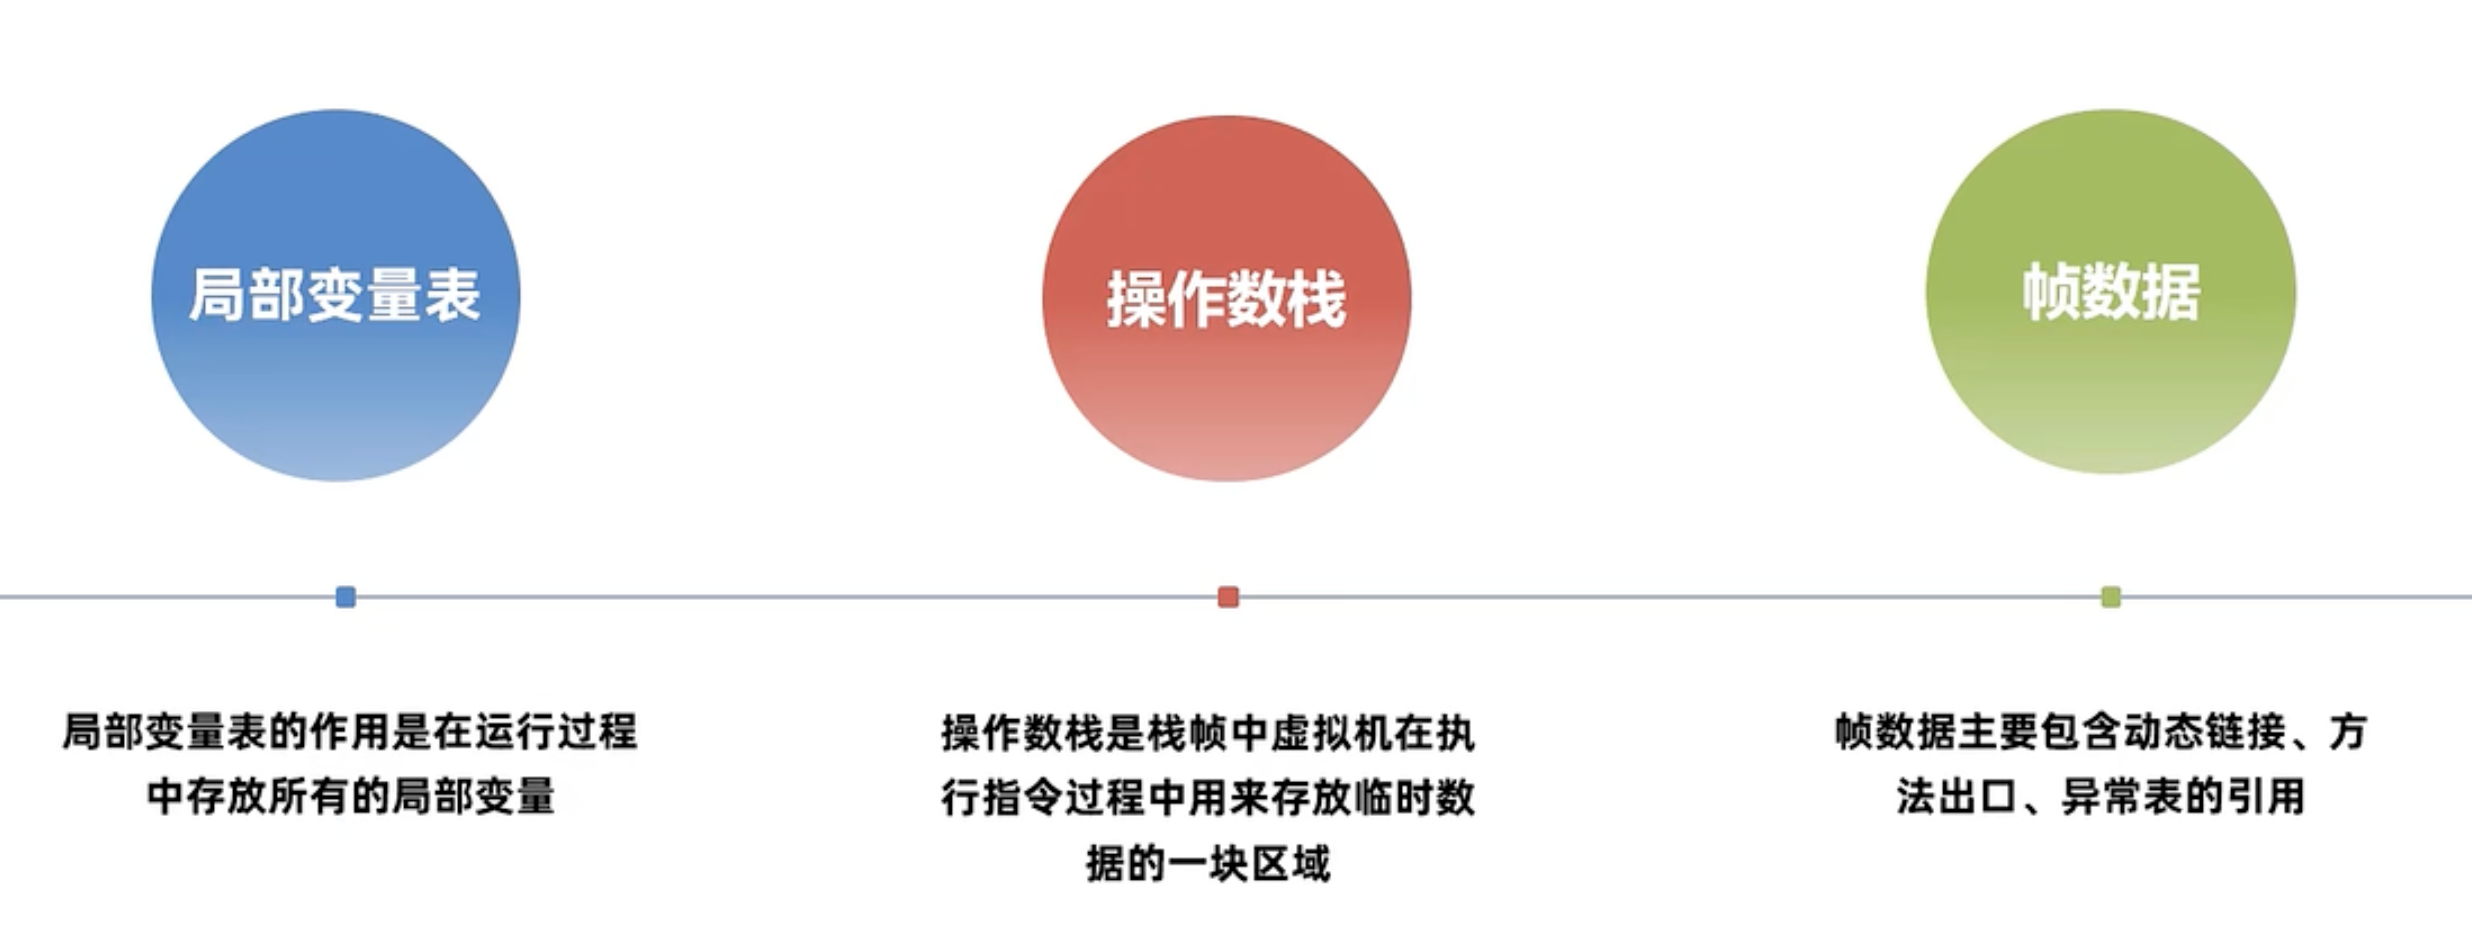 局部变量表
操作数栈
帧数据
局部变量表的作用是在运行过程
中存放所有的局部变量
操作数栈是栈帧中虚拟机在执
行指令过程中用来存放临时数
据的一块区域
帧数据主要包含动态链接、方
法出口、异常表的引用